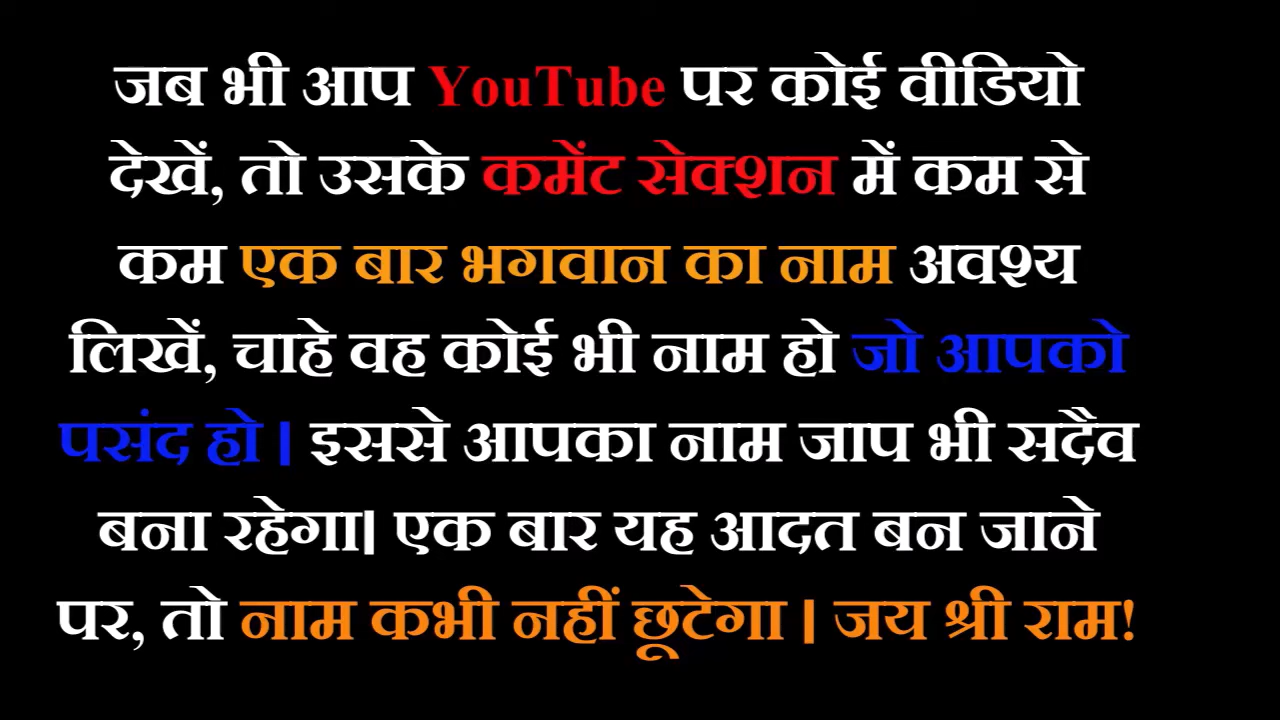 जब भी आप YouTube पर कोई वीडियो
देखें, तो उसके कमेंट सेक्शन में कम से
कम एक बार भगवान का नाम अवश्य
लिखें, चाहे वह कोई भी नाम हो जो आपको
पसंद हो | इससे आपका नाम जाप भी सदैव
बना रहेगा| एक बार यह आदत बन जाने
पर, तो नाम कभी नहीं छूटेगा | जय श्री राम!